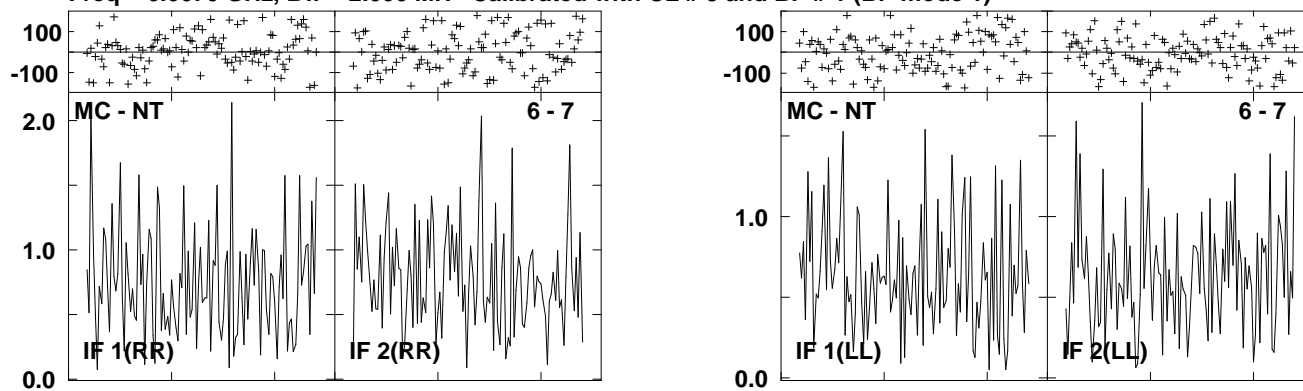 100
-100
MC - NT
6 - 7
2.0
1.0
0.0
IF 1(RR)
IF 2(RR)
100
-100
MC - NT
6 - 7
1.0
0.0
IF 1(LL)
IF 2(LL)